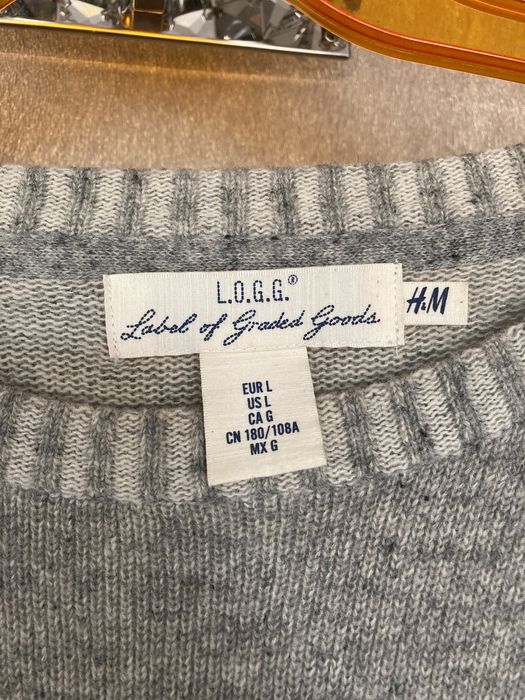 L.O.G.G.®
Label of Graded Goods
H&M
EUR L
US L
CA G
CN 180/108A
MX G